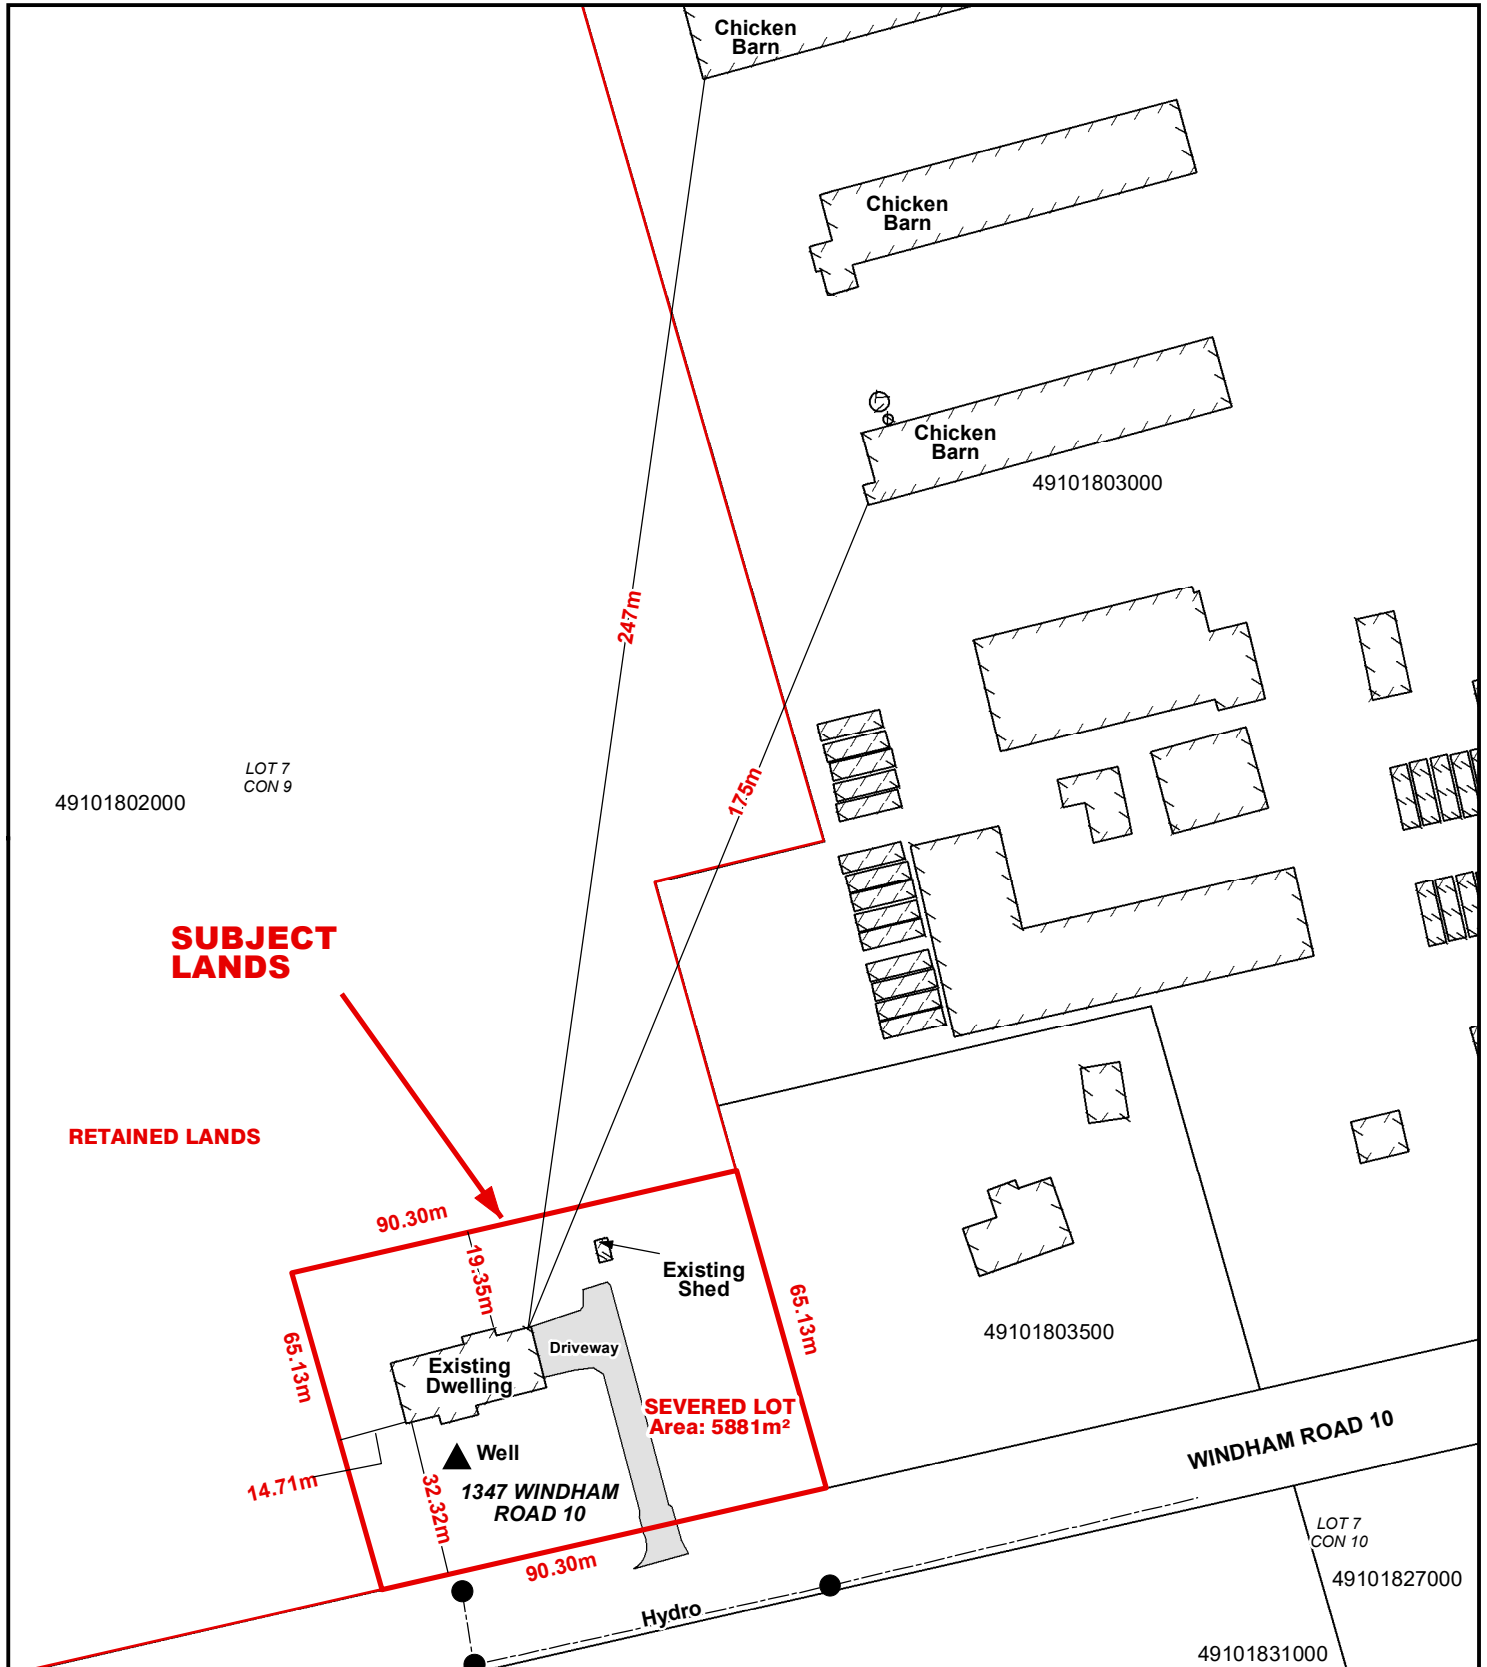 Chicken
Barn
Chicken
Barn
Chicken
Barn
49101803000
247m
175m
LOT 7
CON 9
49101802000
SUBJECT
LANDS
RETAINED LANDS
90.30m
19.35m
Existing
Shed
65.13m
65.13m
49101803500
Driveway
Existing
Dwelling
SEVERED LOT
Area: 5881m²
Well
14.71m
32.32m
1347 WINDHAM
ROAD 10
90.30m
WINDHAM ROAD 10
LOT 7
CON 10
49101827000
Hydro
49101831000